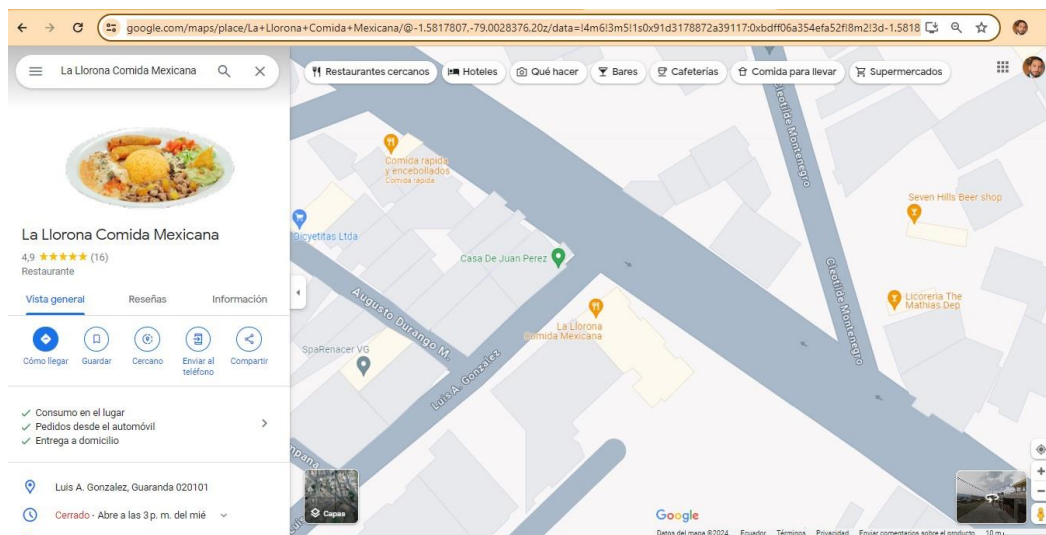 google.com/maps/place/La+Llorona+Comida+Mexicana/@-1.5817807,-79.0028376,20z/data=!4m6!3m5!1s0x91d3178872a39117:0xbdff06a354efa52f!8m2!3d-1.5818
La Llorona Comida Mexicana
Restaurantes cercanos
Hoteles
Qué hacer
Bares
Cafeterías
Comida para llevar
Supermercados
La Llorona Comida Mexicana
4,9 (16)
Restaurante
Vista general
Reseñas
Información
Cómo llegar
Guardar
Cercano
Enviar al
teléfono
Compartir
Consumo en el lugar
Pedidos desde el automóvil
Entrega a domicilio
Luis A. Gonzalez, Guaranda 020101
Cerrado · Abre a las 3 p. m. del mié
Comida rapida
y encebollados
Comida rápida
Dicyetitas Ltda
Casa De Juan Perez
Augusto Durango M.
SpaRenacer VG
Luis A. Gonzalez
La Llorona
Comida Mexicana
Cleotilde Montenegro
Cleotilde Montenegro
Seven Hills Beer shop
Licoreria The
Mathias Dep
Capas
Google
Datos del mapa ©2024
Ecuador
Términos
Privacidad
Enviar comentarios sobre el producto
10 m